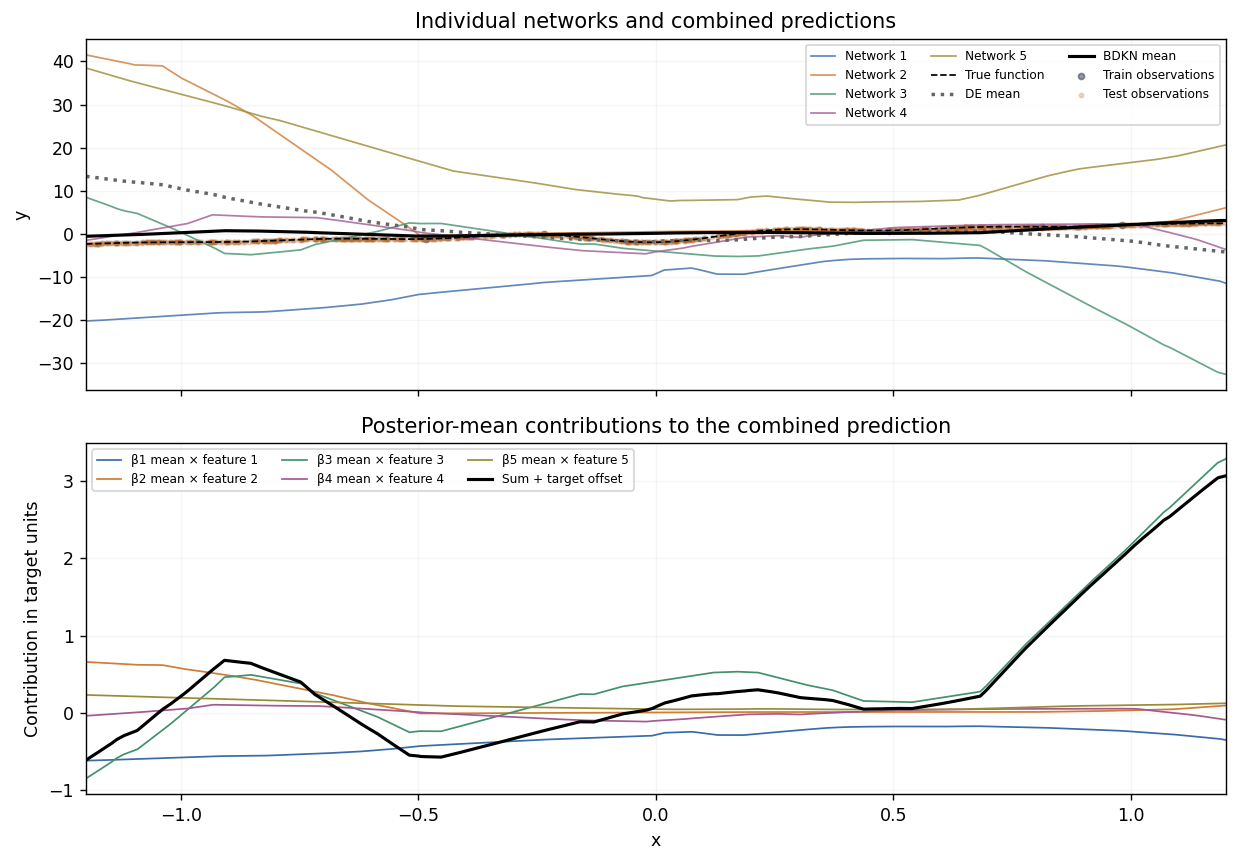 Individual networks and combined predictions
y
40
30
20
10
0
−10
−20
−30
Network 1
Network 2
Network 3
Network 4
Network 5
True function
DE mean
BDKN mean
Train observations
Test observations
Posterior-mean contributions to the combined prediction
Contribution in target units
3
2
1
0
−1
β1 mean × feature 1
β2 mean × feature 2
β3 mean × feature 3
β4 mean × feature 4
β5 mean × feature 5
Sum + target offset
−1.0
−0.5
0.0
0.5
1.0
x